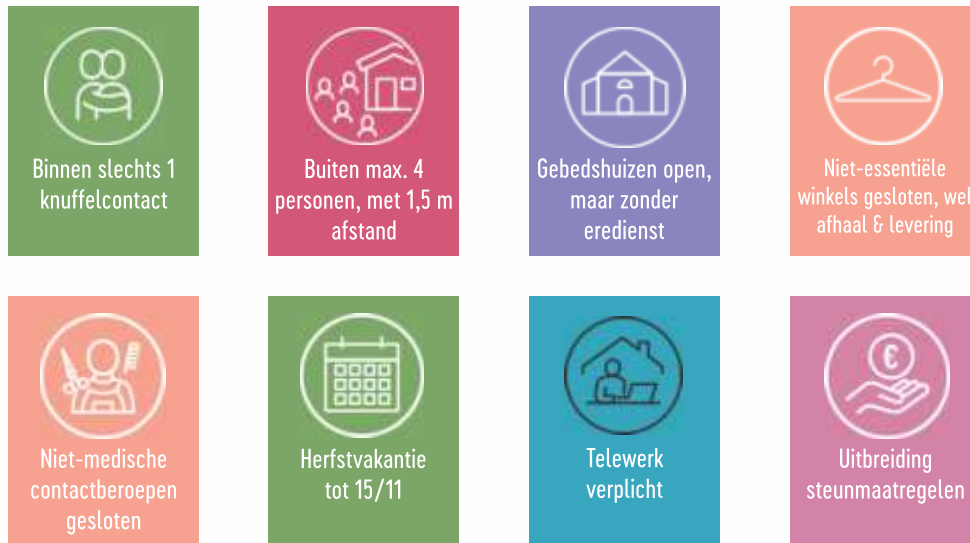 Binnen slechts 1
knuffelcontact
Buiten max. 4
personen, met 1,5 m
afstand
Gebedshuizen open,
maar zonder
eredienst
Niet-essentiële
winkels gesloten, wel
afhaal & levering
Niet-medische
contactberoepen
gesloten
Herfstvakantie
tot 15/11
Telewerk
verplicht
€
Uitbreiding
steunmaatregelen